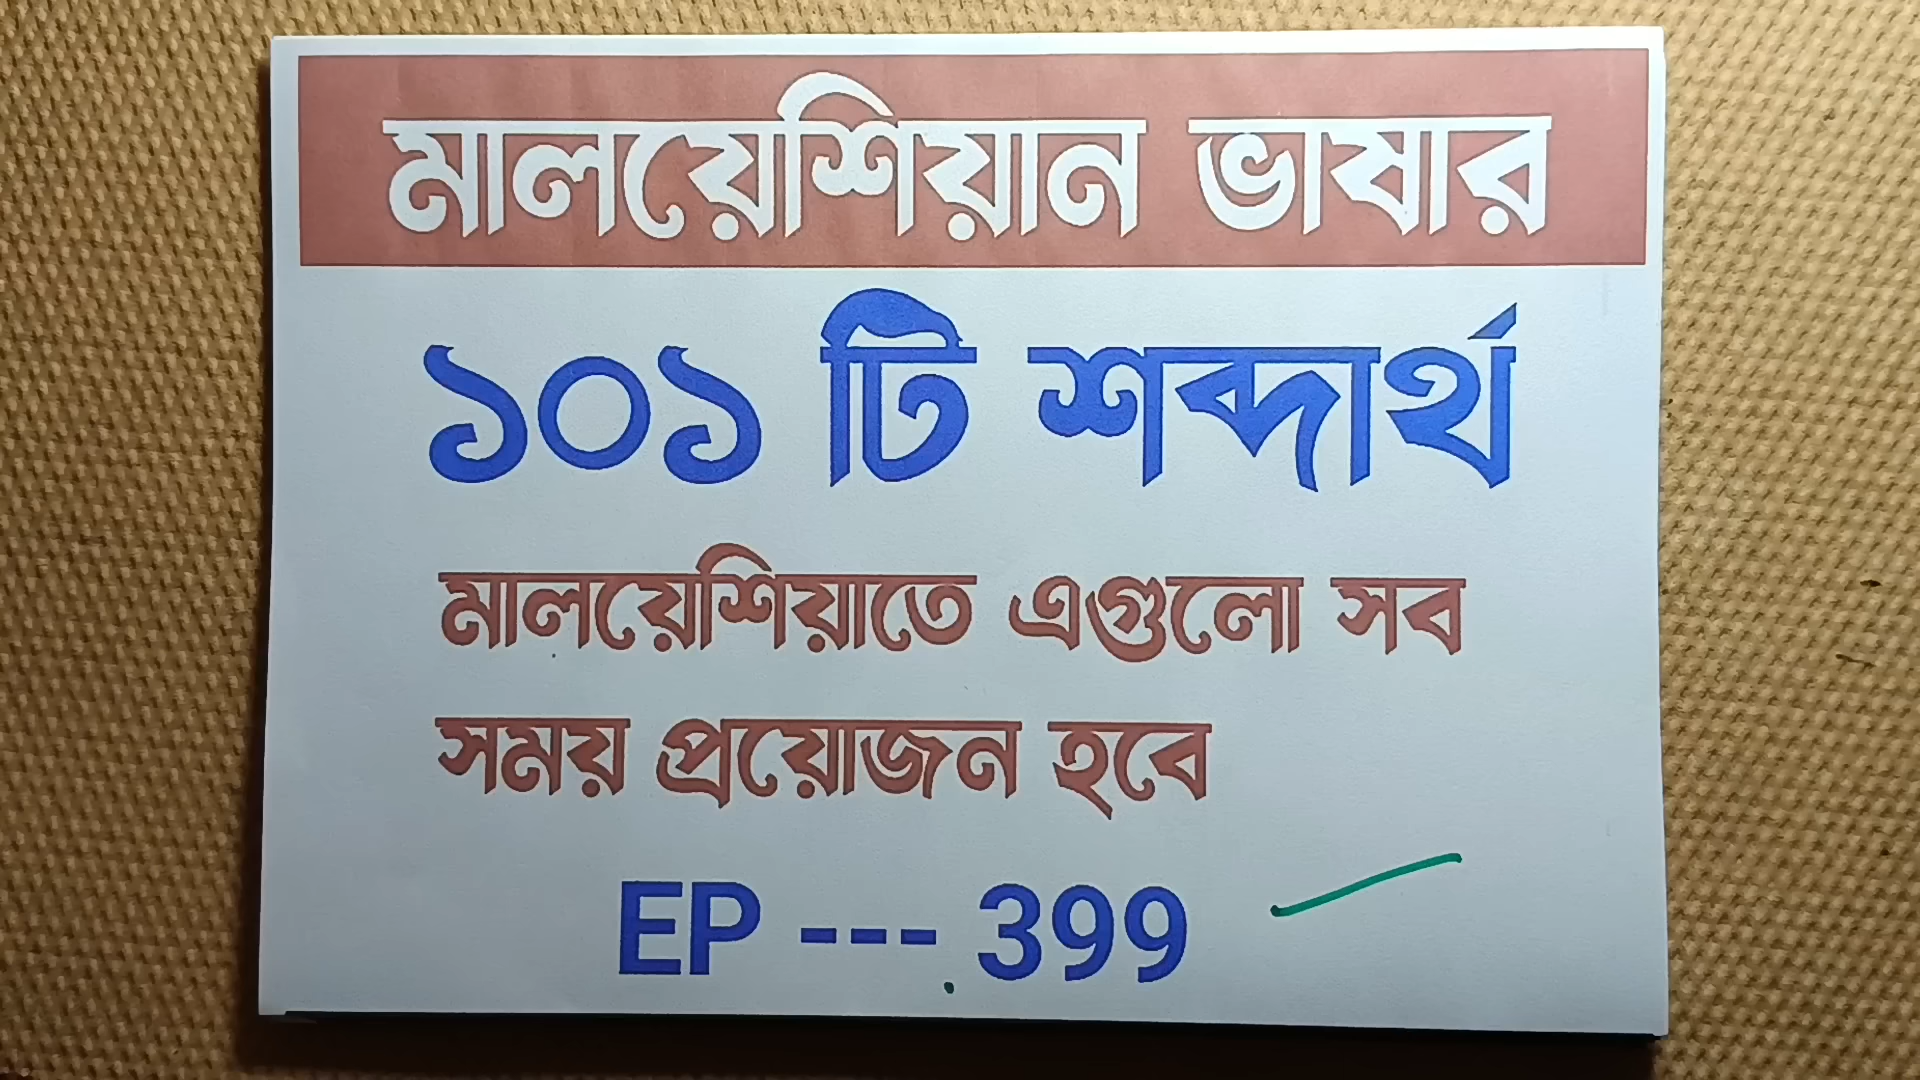 মালয়েশিয়ান ভাষার
১০১ টি শব্দার্থ
মালয়েশিয়াতে এগুলো সব
সময় প্রয়োজন হবে
EP --- 399